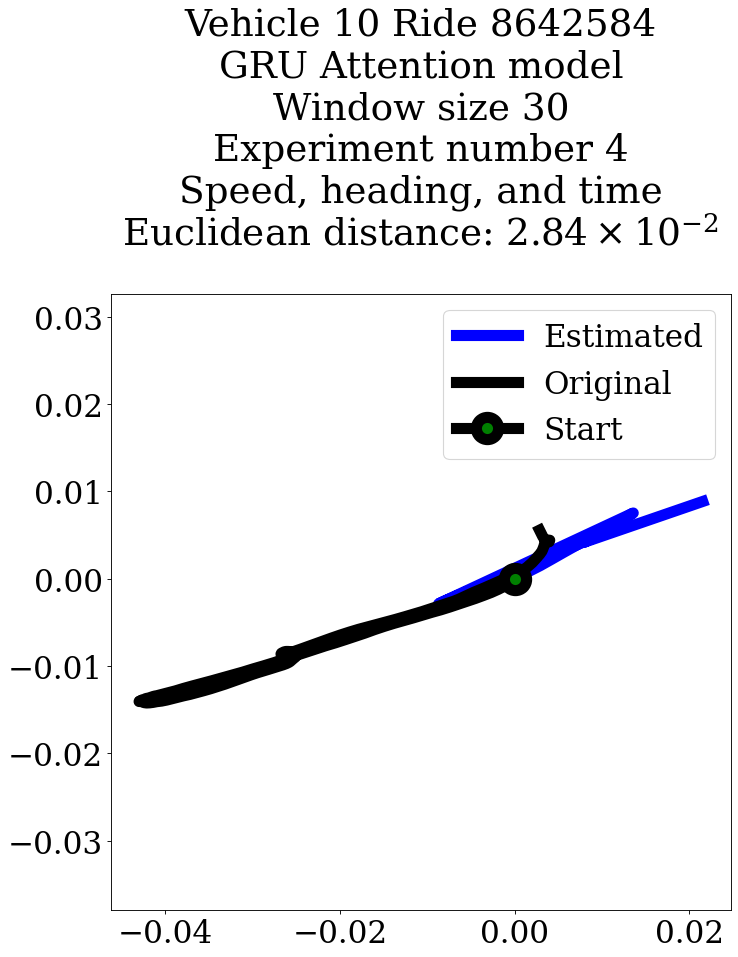 Vehicle 10 Ride 8642584
GRU Attention model
Window size 30
Experiment number 4
Speed, heading, and time
Euclidean distance: 2.84 × 10⁻²
Estimated
Original
Start
0.03
0.02
0.01
0.00
−0.01
−0.02
−0.03
−0.04
−0.02
0.00
0.02